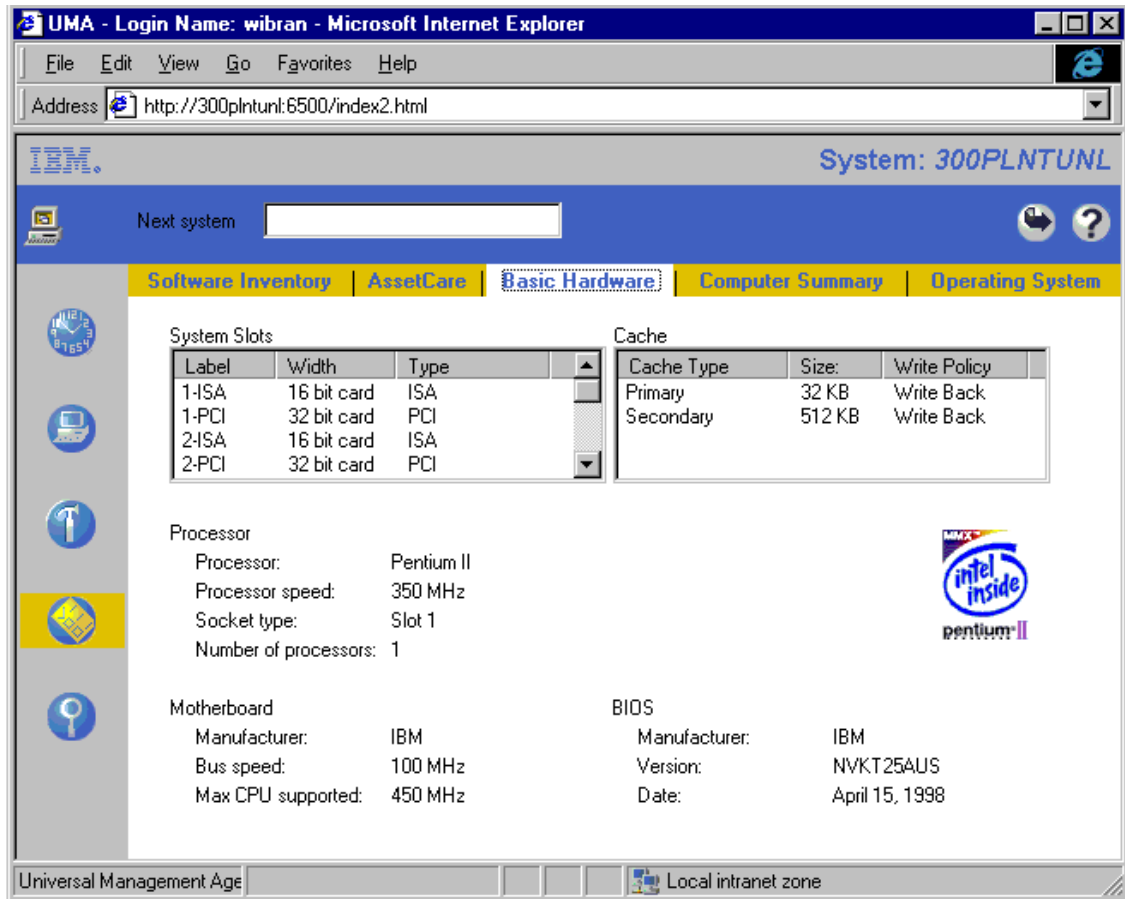 UMA - Login Name: wibran - Microsoft Internet Explorer
File Edit View Go Favorites Help
Address http://300plntunl:6500/index2.html
IBM. System: 300PLNTUNL
Next system
Software Inventory | AssetCare | Basic Hardware | Computer Summary | Operating System
System Slots
Label Width Type
1-ISA 16 bit card ISA
1-PCI 32 bit card PCI
2-ISA 16 bit card ISA
2-PCI 32 bit card PCI
Cache
Cache Type Size: Write Policy
Primary 32 KB Write Back
Secondary 512 KB Write Back
Processor
Processor: Pentium II
Processor speed: 350 MHz
Socket type: Slot 1
Number of processors: 1
MMX™
intel
inside
pentium II
Motherboard
Manufacturer: IBM
Bus speed: 100 MHz
Max CPU supported: 450 MHz
BIOS
Manufacturer: IBM
Version: NVKT25AUS
Date: April 15, 1998
Universal Management Age
Local intranet zone